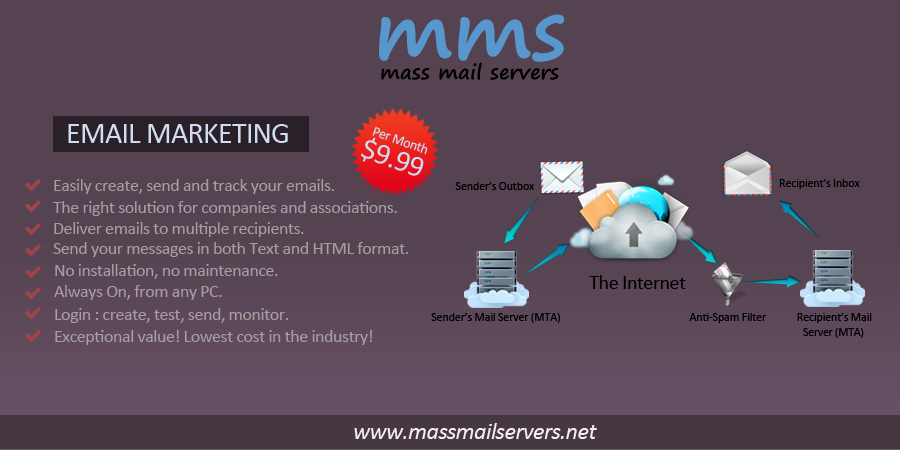 mms
mass mail servers
EMAIL MARKETING
Per Month
$9.99
Easily create, send and track your emails.
The right solution for companies and associations.
Deliver emails to multiple recipients.
Send your messages in both Text and HTML format.
No installation, no maintenance.
Always On, from any PC.
Login : create, test, send, monitor.
Exceptional value! Lowest cost in the industry!
Sender's Outbox
Recipient's Inbox
The Internet
Sender's Mail Server (MTA)
Anti-Spam Filter
Recipient's Mail
Server (MTA)
www.massmailservers.net